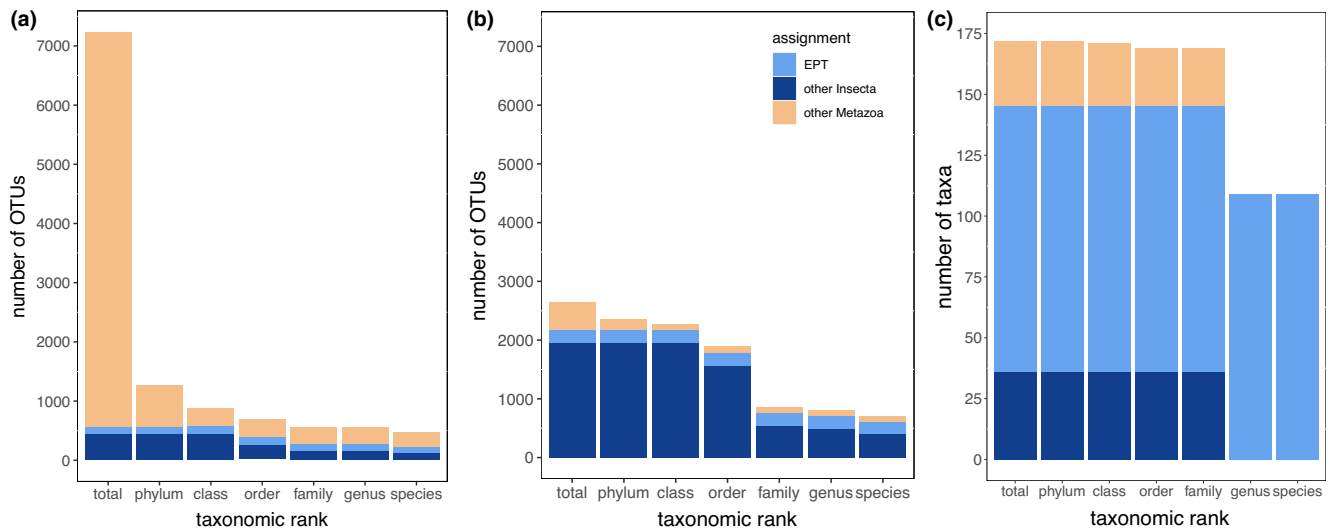 (a)
number of OTUs
7000
6000
5000
4000
3000
2000
1000
0
total phylum class order family genus species
taxonomic rank
(b)
number of OTUs
7000
6000
5000
4000
3000
2000
1000
0
assignment
EPT
other Insecta
other Metazoa
total phylum class order family genus species
taxonomic rank
(c)
number of taxa
175
150
125
100
75
50
25
0
total phylum class order family genus species
taxonomic rank